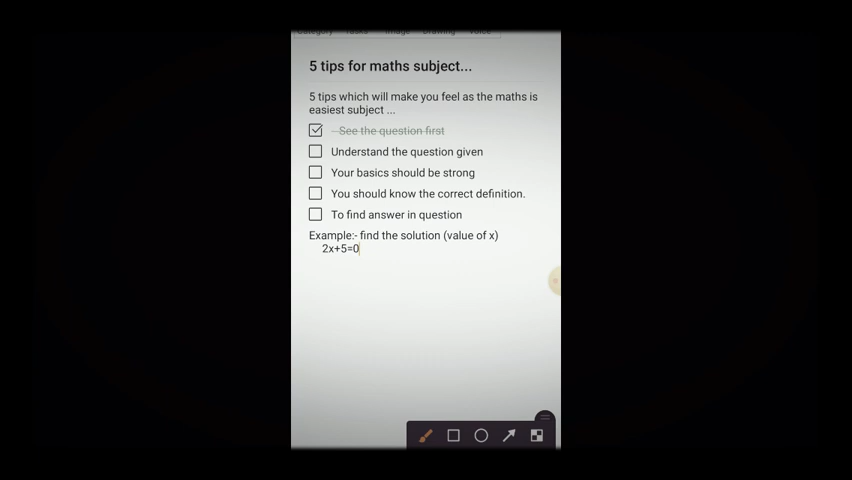 5 tips for maths subject...
5 tips which will make you feel as the maths is
easiest subject ...
- See the question first
Understand the question given
Your basics should be strong
You should know the correct definition.
To find answer in question
Example:- find the solution (value of x)
2x+5=0